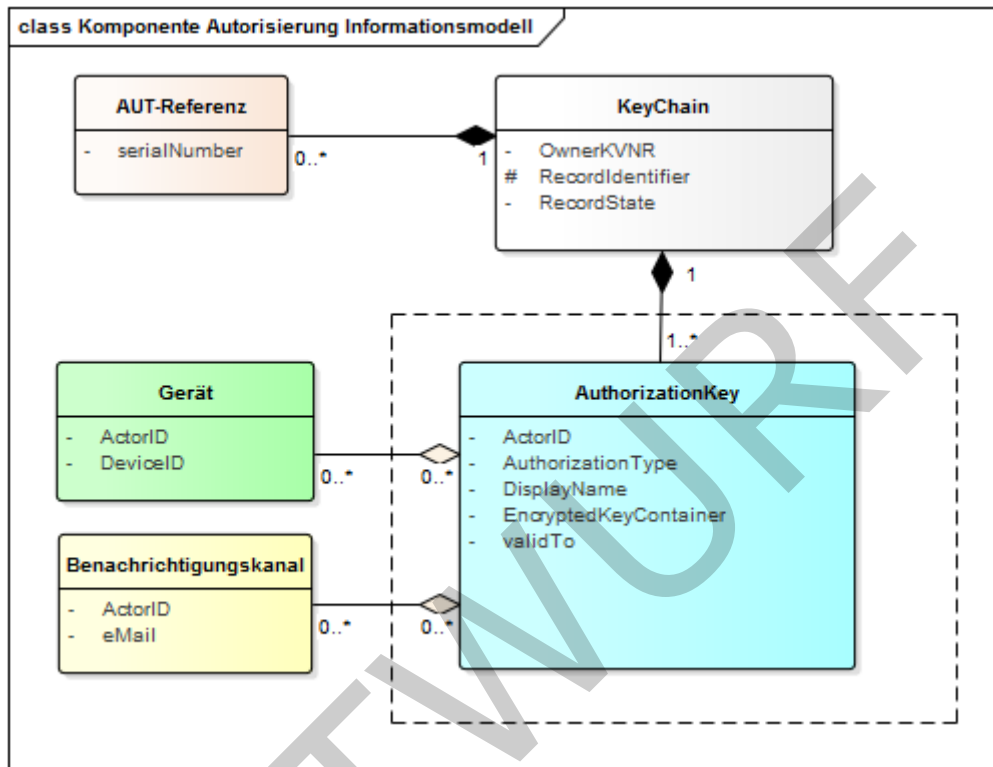 class Komponente Autorisierung Informationsmodell
AUT-Referenz
- serialNumber
0..*
1
KeyChain
- OwnerKVNR
# RecordIdentifier
- RecordState
1
1..*
Gerät
- ActorID
- DeviceID
0..*
0..*
AuthorizationKey
- ActorID
- AuthorizationType
- DisplayName
- EncryptedKeyContainer
- validTo
Benachrichtigungskanal
- ActorID
- eMail
0..*
0..*
TWURF